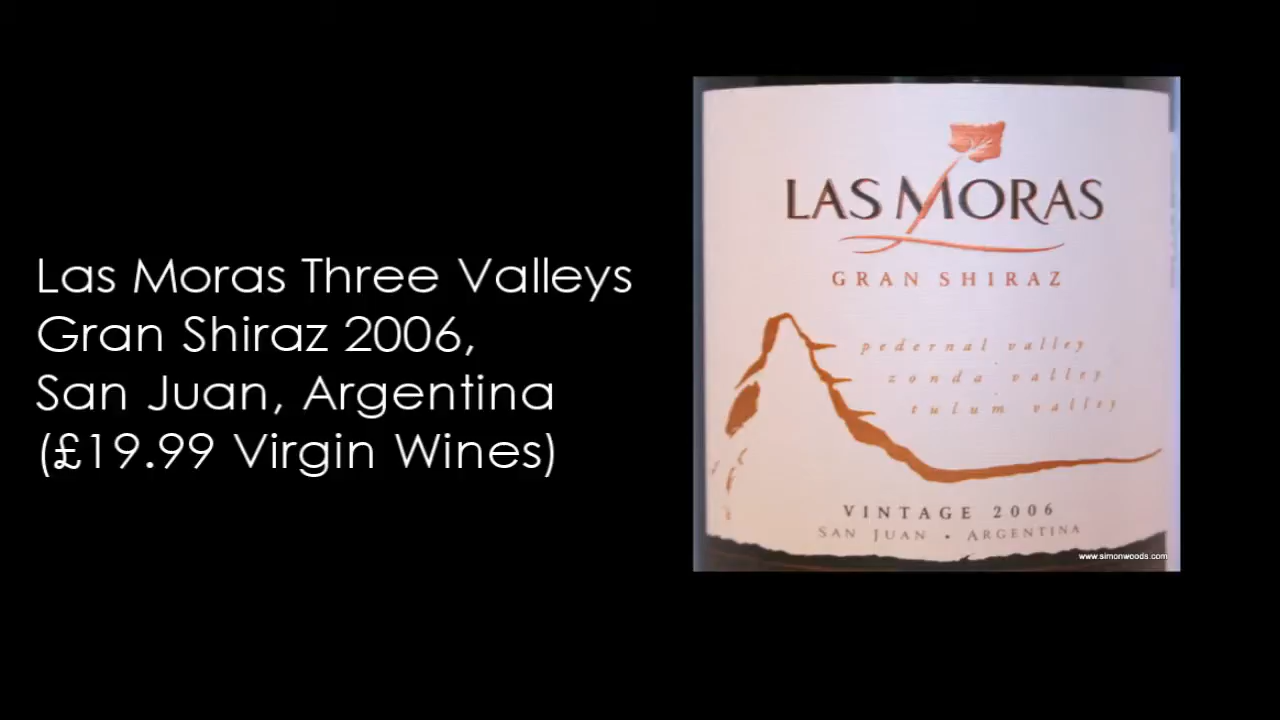 Las Moras Three Valleys
Gran Shiraz 2006,
San Juan, Argentina
(£19.99 Virgin Wines)
LAS MORAS
GRAN SHIRAZ
pedernal valley
zonda valley
tulum valley
VINTAGE 2006
SAN JUAN • ARGENTINA
www.simonwoods.com